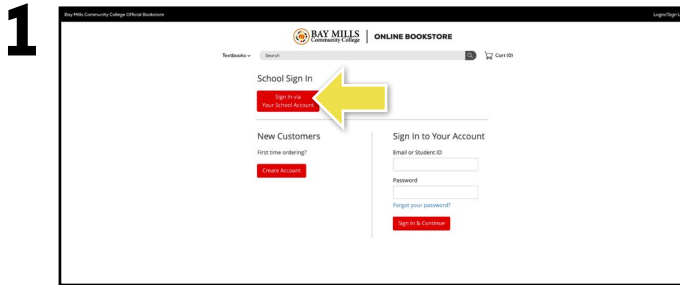 1
Bay Mills Community College Official Bookstore
Login/Sign U
BAY MILLS
Community College
ONLINE BOOKSTORE
Textbooks
Search
Cart (0)
School Sign In
Sign In via
Your School Account
New Customers
First time ordering?
Create Account
Sign In to Your Account
Email or Student ID
Password
Forgot your password?
Sign In & Continue